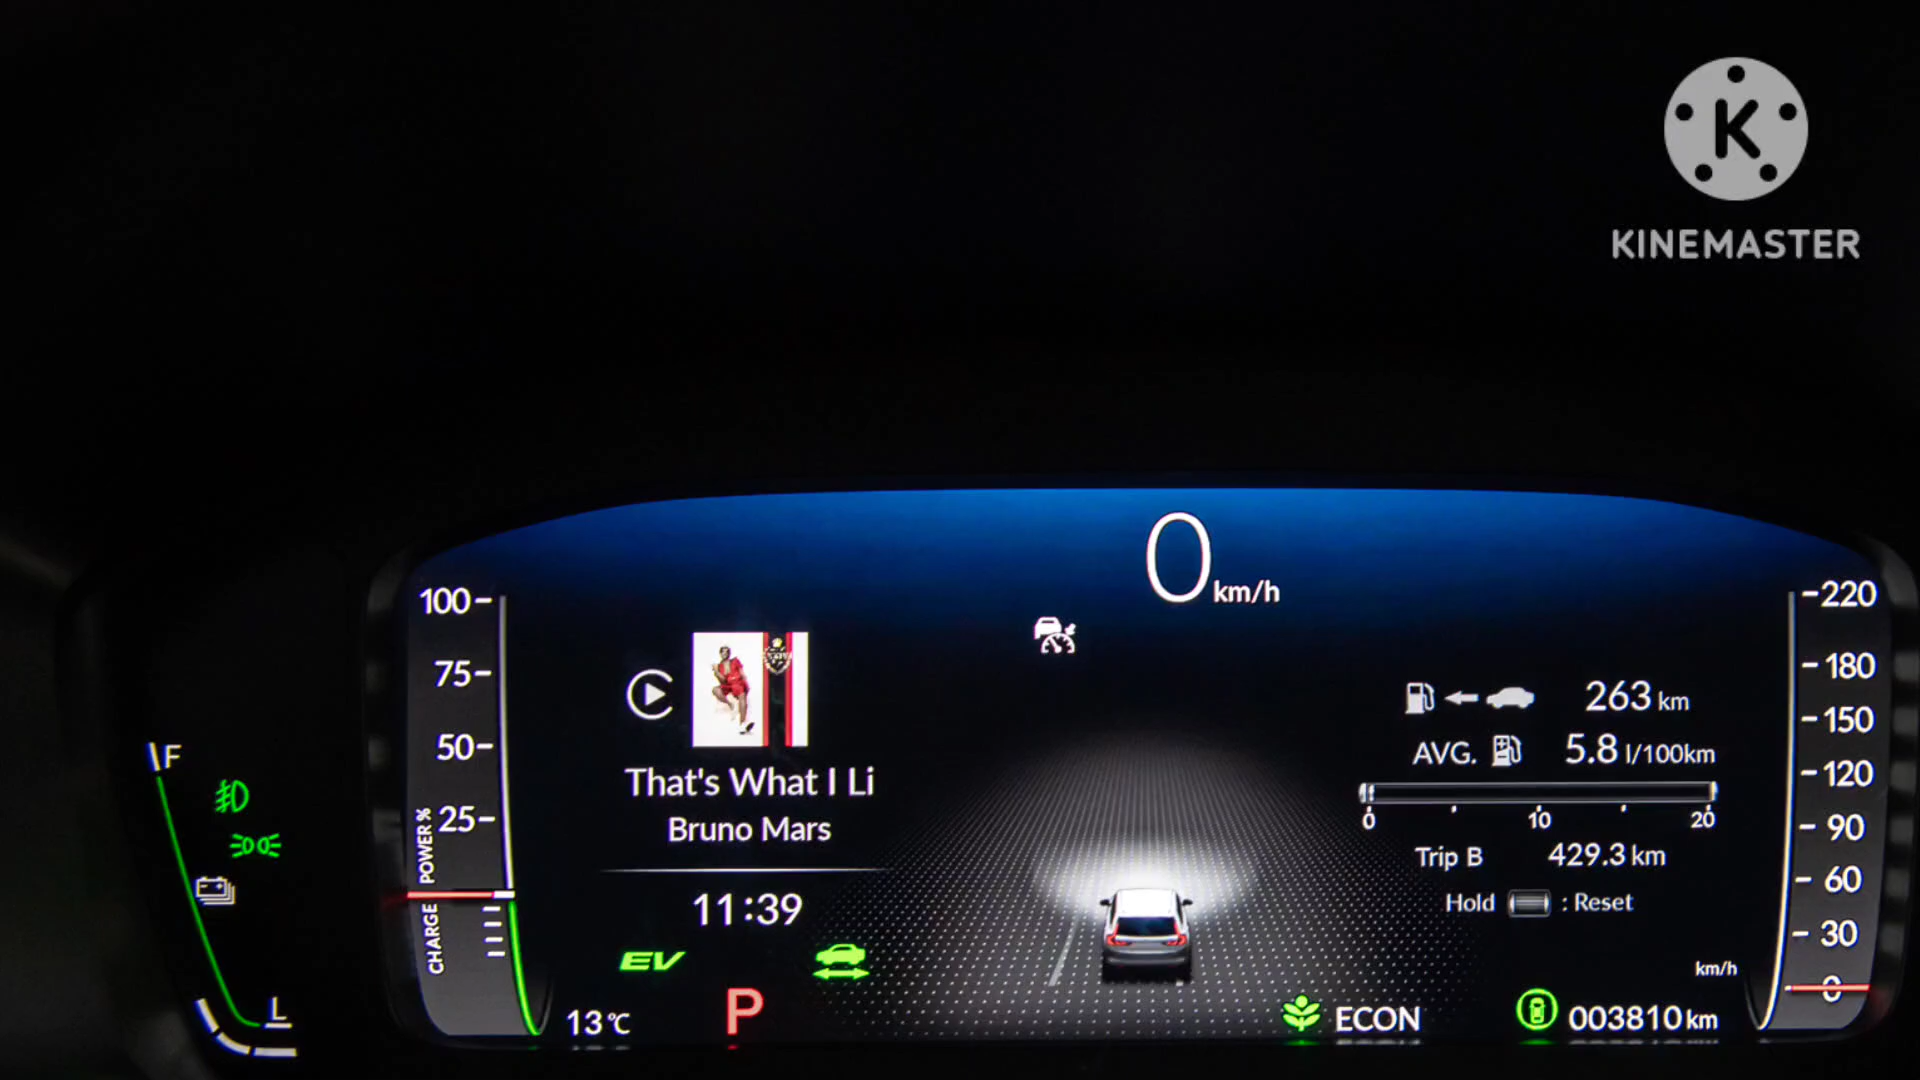 K
KINEMASTER
0 km/h
100
75
50
25
POWER %
CHARGE
F
L
That's What I Li
Bruno Mars
11:39
EV
13°C
P
263 km
AVG. 5.8 l/100km
0 10 20
Trip B 429.3 km
Hold : Reset
km/h
ECON
003810 km
220
180
150
120
90
60
30
0